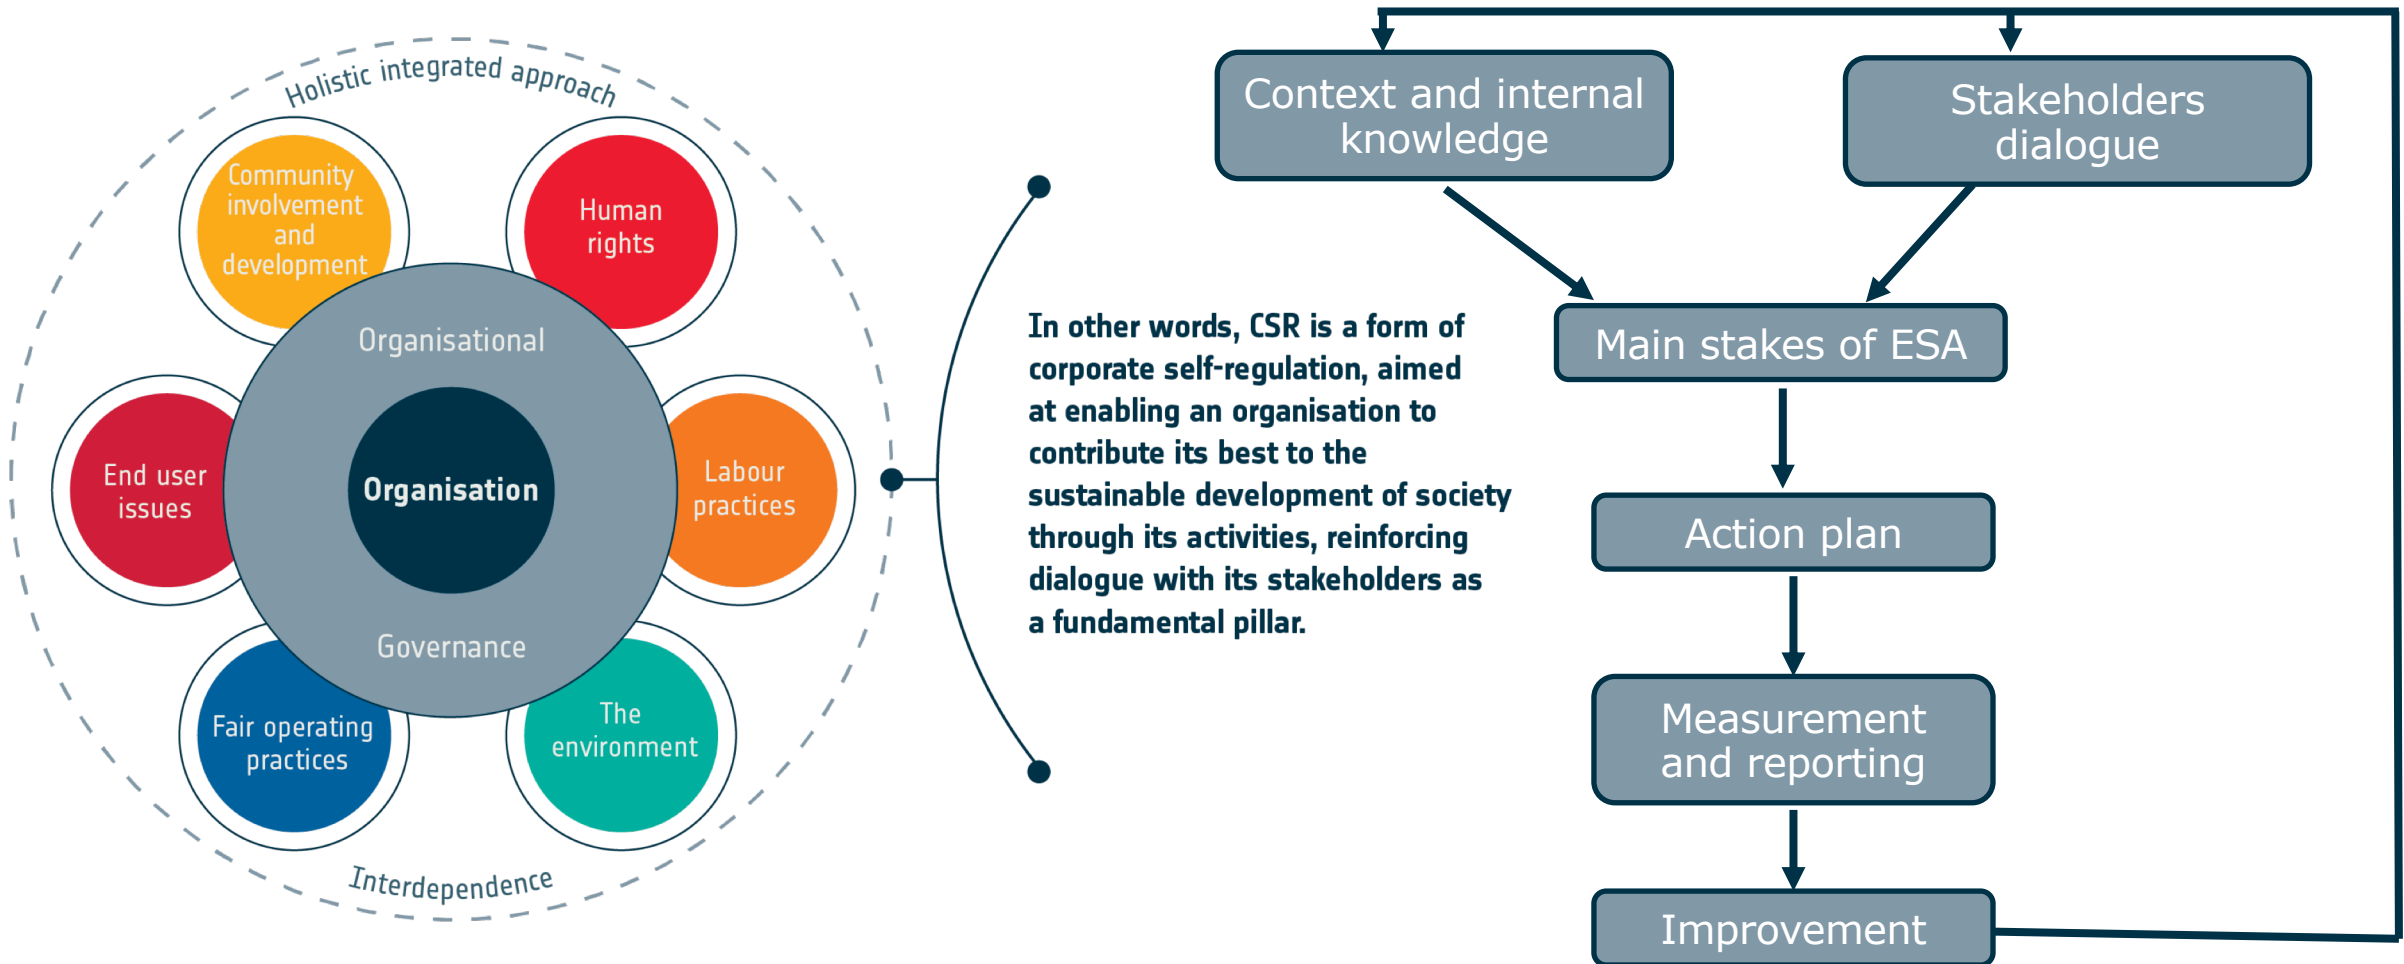 Holistic integrated approach
Community
involvement
and
development
Human
rights
Organisational
End user
issues
Organisation
Labour
practices
Governance
Fair operating
practices
The
environment
Interdependence
In other words, CSR is a form of
corporate self-regulation, aimed
at enabling an organisation to
contribute its best to the
sustainable development of society
through its activities, reinforcing
dialogue with its stakeholders as
a fundamental pillar.
Context and internal
knowledge
Stakeholders
dialogue
Main stakes of ESA
Action plan
Measurement
and reporting
Improvement